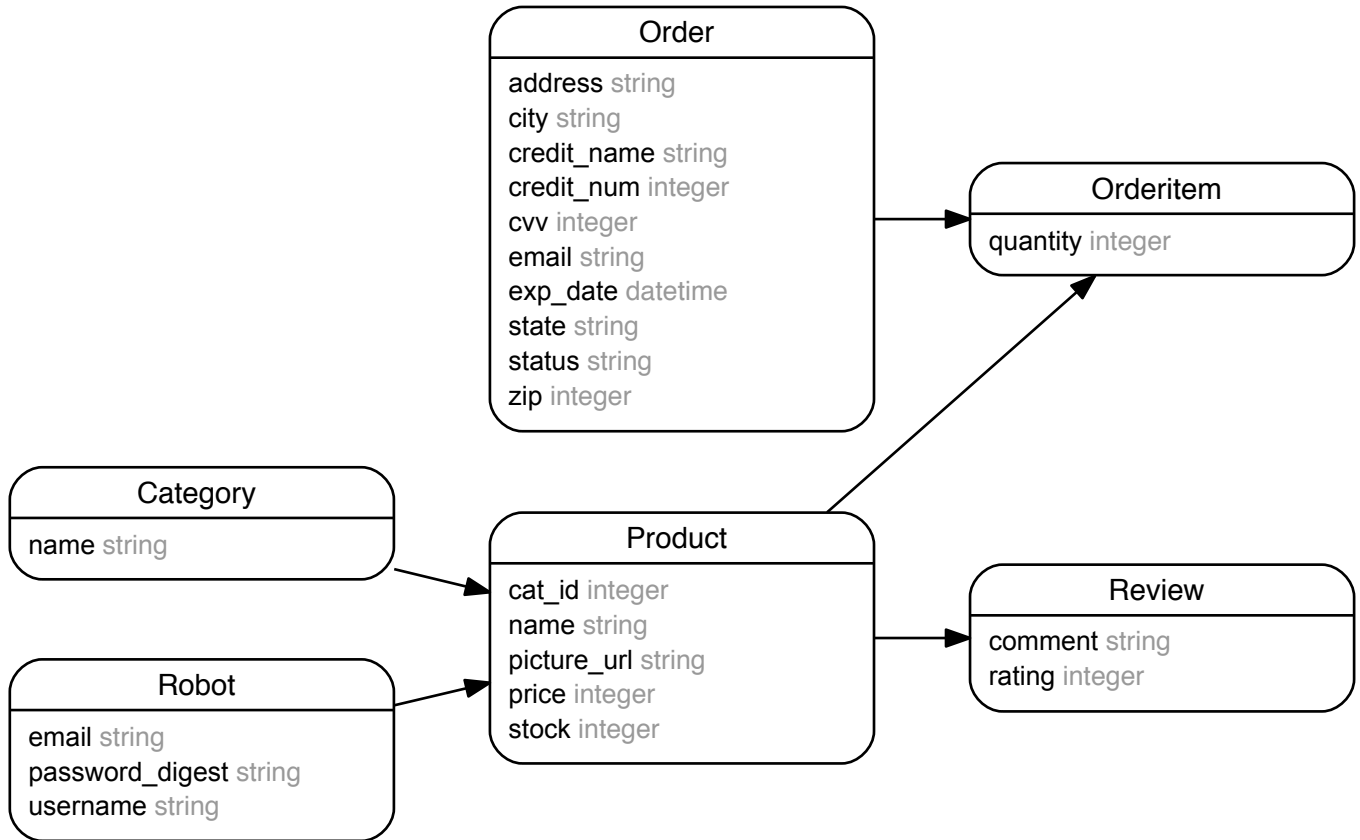 Order
address string
city string
credit_name string
credit_num integer
cvv integer
email string
exp_date datetime
state string
status string
zip integer
Orderitem
quantity integer
Category
name string
Product
cat_id integer
name string
picture_url string
price integer
stock integer
Review
comment string
rating integer
Robot
email string
password_digest string
username string